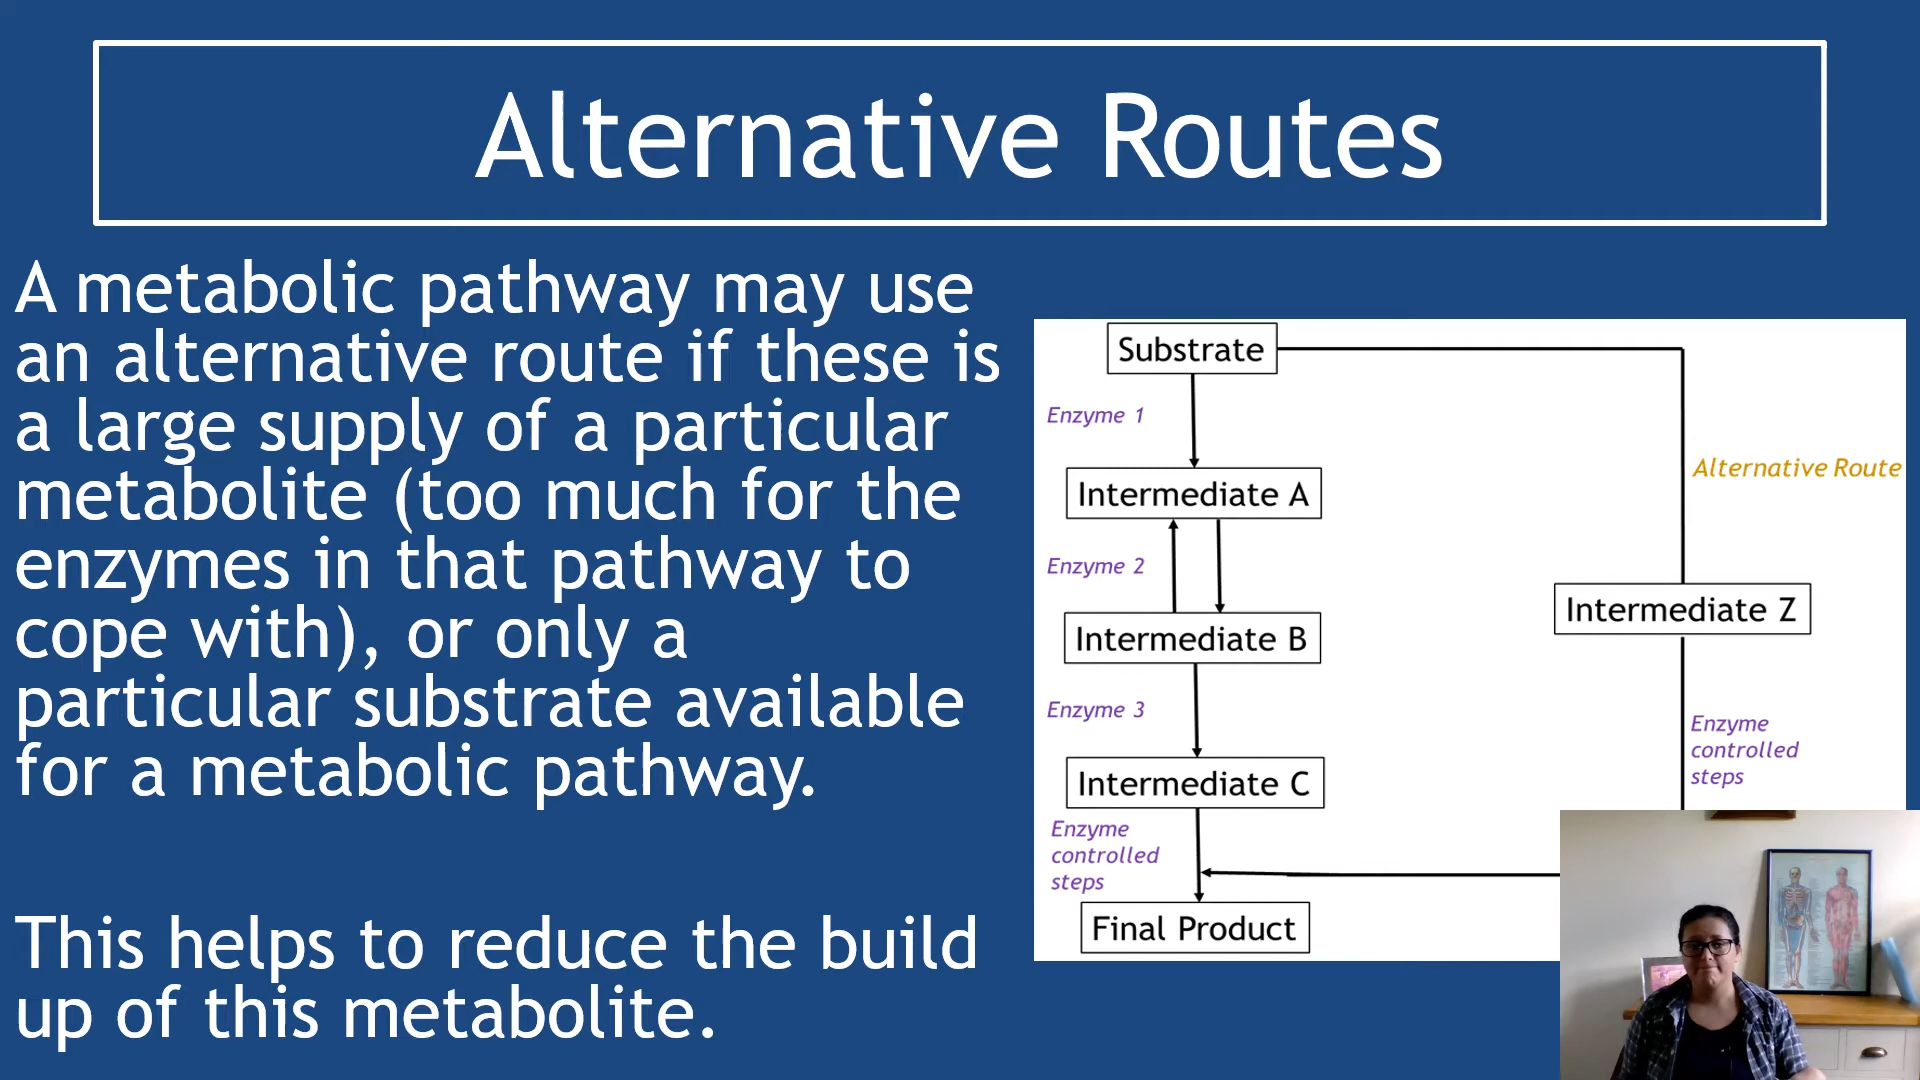 Alternative Routes
A metabolic pathway may use
an alternative route if these is
a large supply of a particular
metabolite (too much for the
enzymes in that pathway to
cope with), or only a
particular substrate available
for a metabolic pathway.
This helps to reduce the build
up of this metabolite.
Substrate
Enzyme 1
Alternative Route
Intermediate A
Enzyme 2
Intermediate Z
Intermediate B
Enzyme 3
Enzyme
controlled
steps
Intermediate C
Enzyme
controlled
steps
Final Product